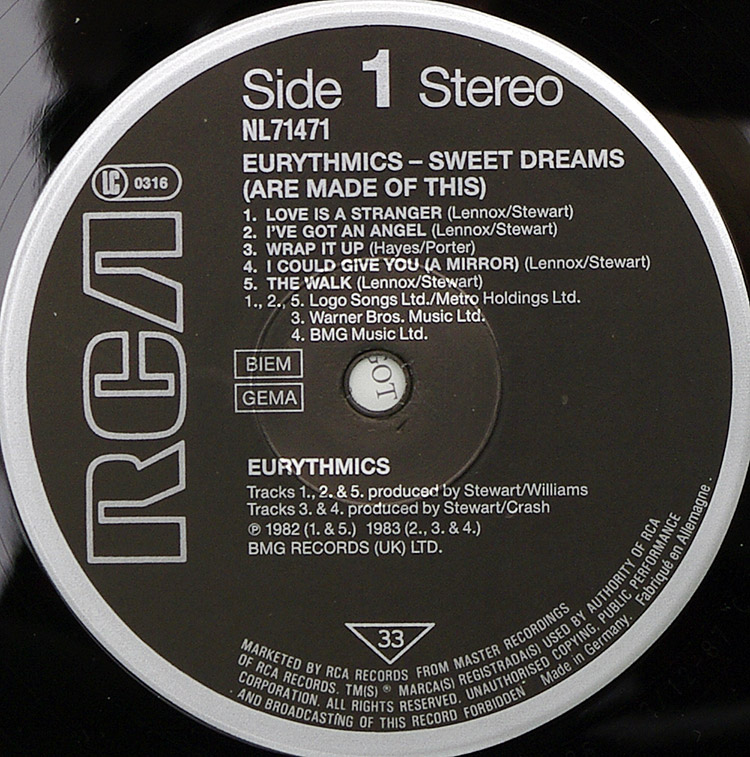 Side 1 Stereo
NL71471
EURYTHMICS – SWEET DREAMS
(ARE MADE OF THIS)
LC 0316
1. LOVE IS A STRANGER (Lennox/Stewart)
2. I'VE GOT AN ANGEL (Lennox/Stewart)
3. WRAP IT UP (Hayes/Porter)
4. I COULD GIVE YOU (A MIRROR) (Lennox/Stewart)
5. THE WALK (Lennox/Stewart)
1., 2., 5. Logo Songs Ltd./Metro Holdings Ltd.
3. Warner Bros. Music Ltd.
4. BMG Music Ltd.
RCA
BIEM
GEMA
EURYTHMICS
Tracks 1., 2. & 5. produced by Stewart/Williams
Tracks 3. & 4. produced by Stewart/Crash
℗ 1982 (1. & 5.) 1983 (2., 3. & 4.)
BMG RECORDS (UK) LTD.
33
MARKETED BY RCA RECORDS FROM MASTER RECORDINGS
OF RCA RECORDS. TM(S) ® MARCA(S) REGISTRADA(S) USED BY AUTHORITY OF RCA
CORPORATION. ALL RIGHTS RESERVED. UNAUTHORISED COPYING, PUBLIC PERFORMANCE
AND BROADCASTING OF THIS RECORD FORBIDDEN Made in Germany. Fabriqué en Allemagne.